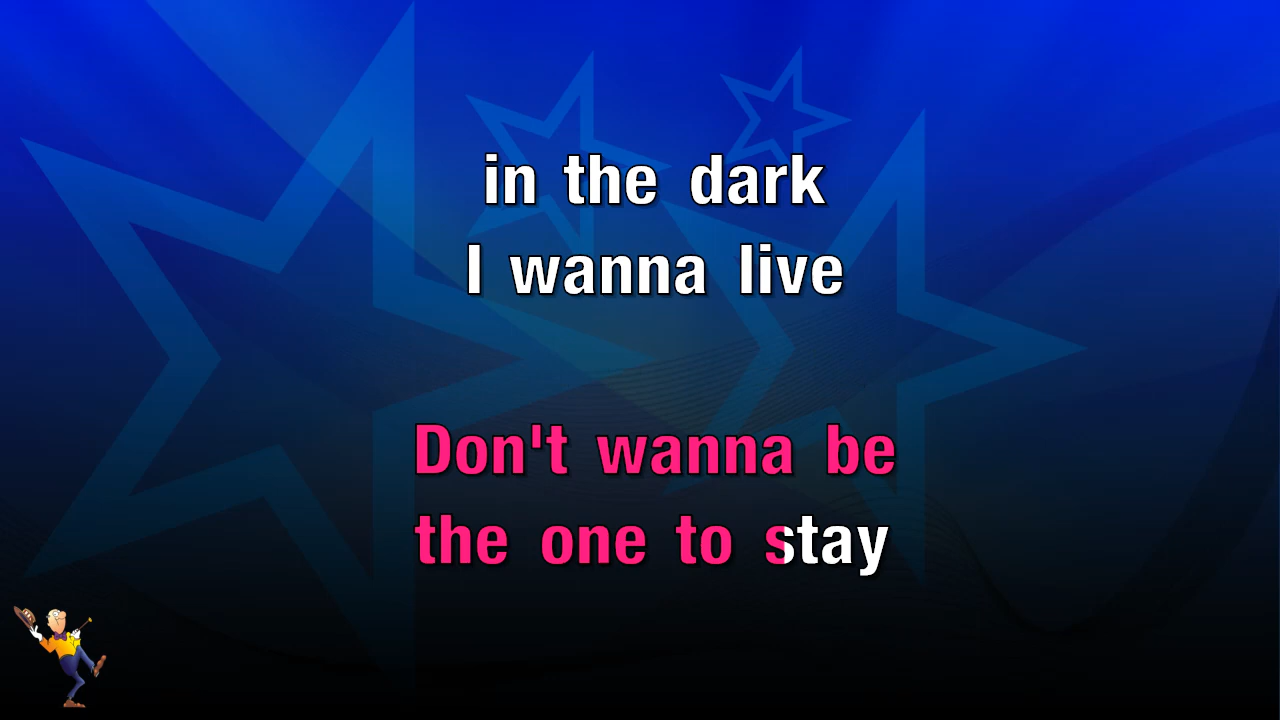 in the dark
I wanna live
Don't wanna be
the one to stay